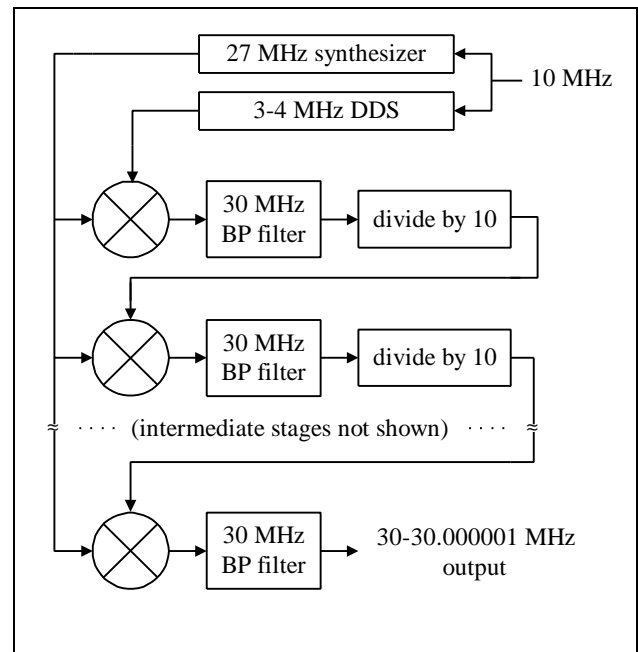 27 MHz synthesizer
10 MHz
3-4 MHz DDS
30 MHz
BP filter
divide by 10
30 MHz
BP filter
divide by 10
≈ · · · · (intermediate stages not shown) · · · · ≈
30 MHz
BP filter
30-30.000001 MHz
output